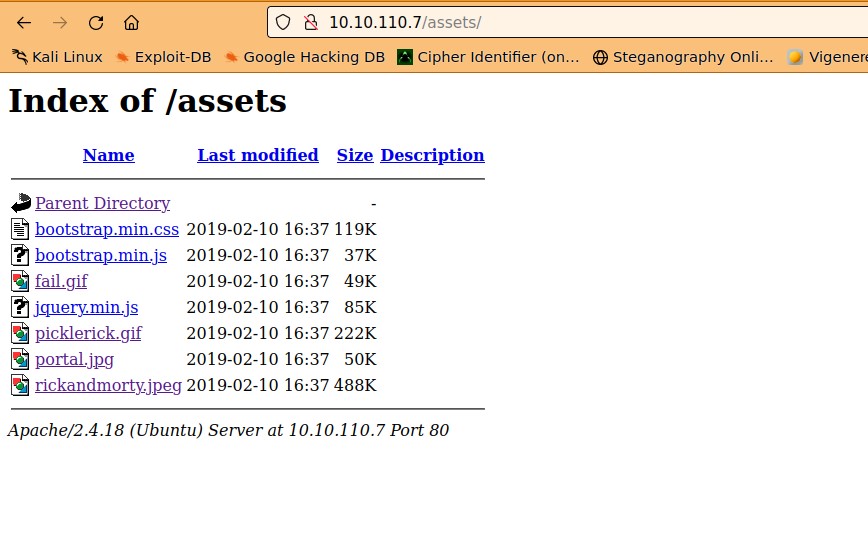 10.10.110.7/assets/
Kali Linux Exploit-DB Google Hacking DB Cipher Identifier (on... Steganography Onli... Vigener
Index of /assets
Name Last modified Size Description
Parent Directory -
bootstrap.min.css 2019-02-10 16:37 119K
bootstrap.min.js 2019-02-10 16:37 37K
fail.gif 2019-02-10 16:37 49K
jquery.min.js 2019-02-10 16:37 85K
picklerick.gif 2019-02-10 16:37 222K
portal.jpg 2019-02-10 16:37 50K
rickandmorty.jpeg 2019-02-10 16:37 488K
Apache/2.4.18 (Ubuntu) Server at 10.10.110.7 Port 80